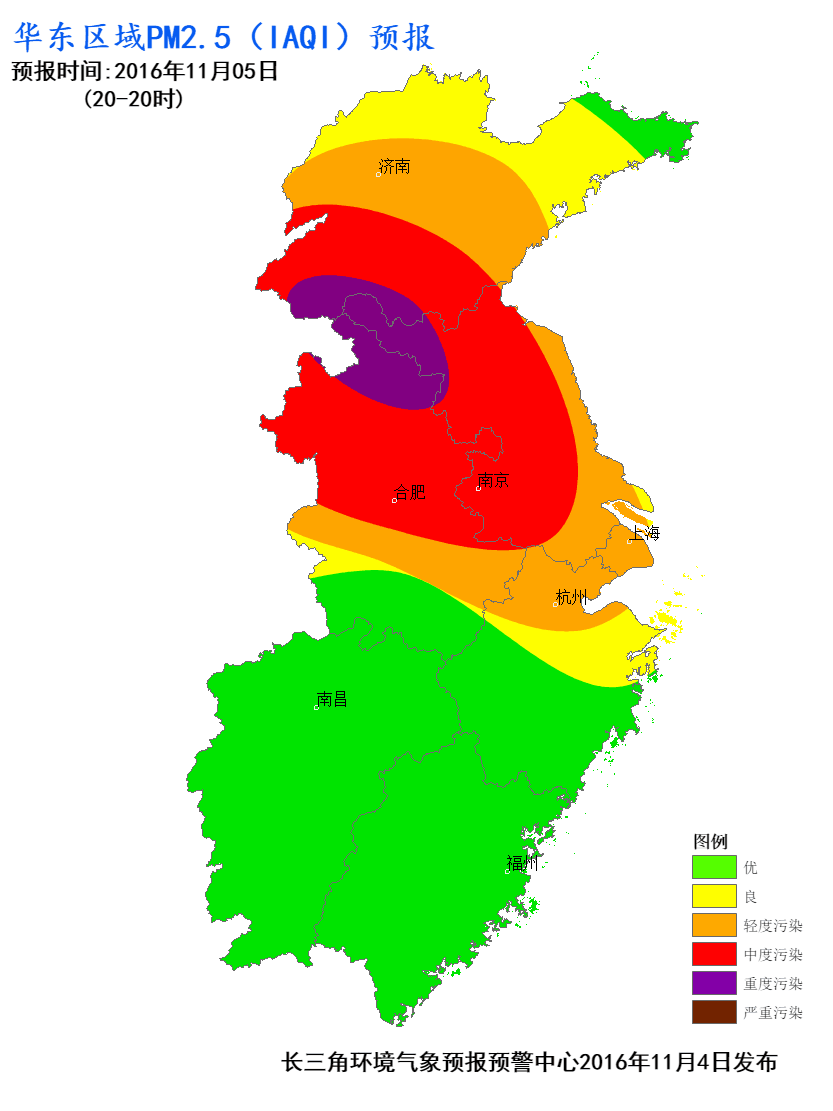 华东区域PM2.5（IAQI）预报
预报时间:2016年11月05日
(20-20时)
济南
南京
合肥
上海
杭州
南昌
福州
图例
优
良
轻度污染
中度污染
重度污染
严重污染
长三角环境气象预报预警中心2016年11月4日发布